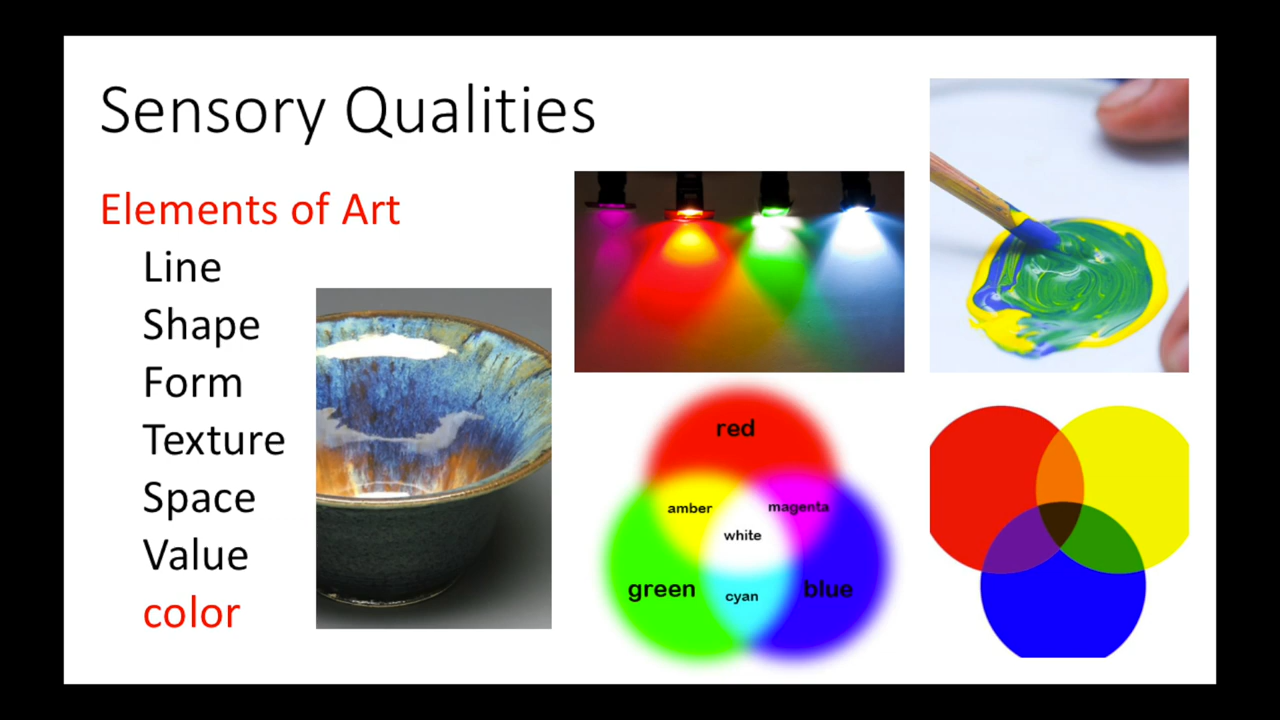 Sensory Qualities
Elements of Art
Line
Shape
Form
Texture
Space
Value
color
red
amber
magenta
white
green
cyan
blue